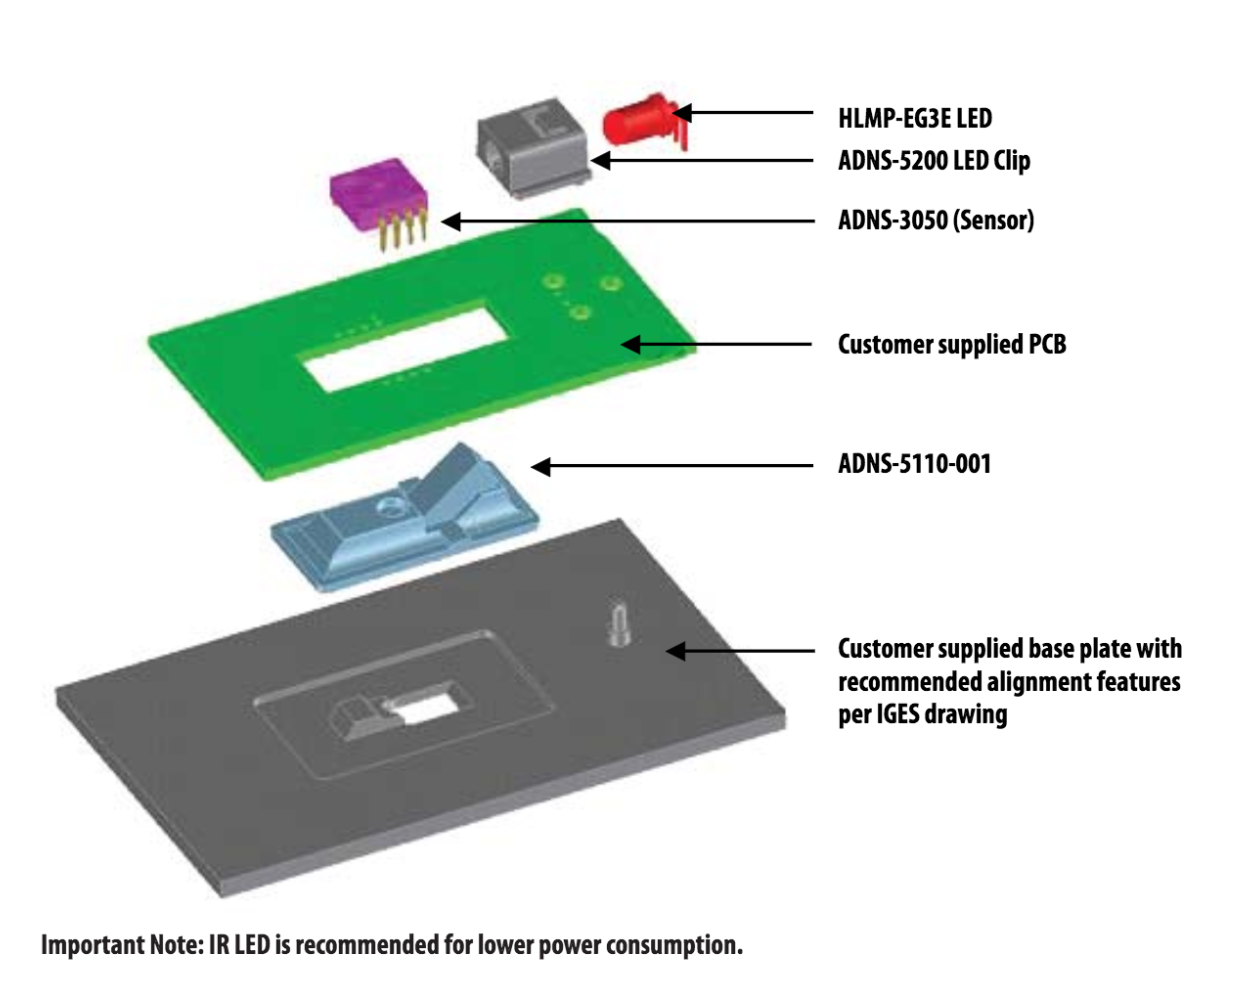 HLMP-EG3E LED
ADNS-5200 LED Clip
ADNS-3050 (Sensor)
Customer supplied PCB
ADNS-5110-001
Customer supplied base plate with
recommended alignment features
per IGES drawing
Important Note: IR LED is recommended for lower power consumption.